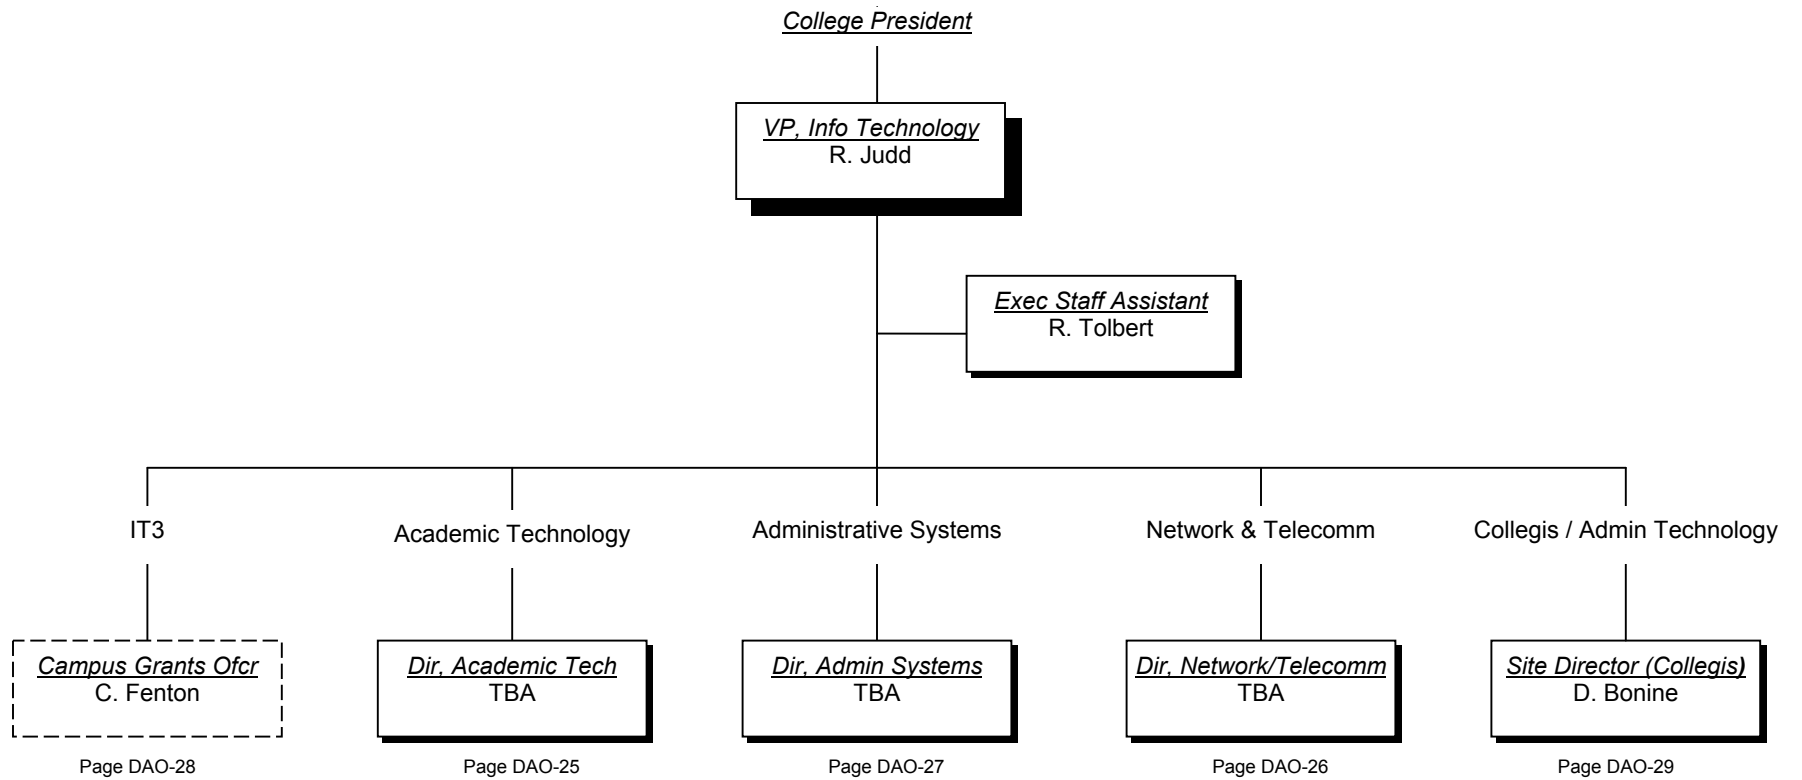 College President
VP, Info Technology
R. Judd
Exec Staff Assistant
R. Tolbert
IT3
Academic Technology
Administrative Systems
Network & Telecomm
Collegis / Admin Technology
Campus Grants Ofcr
C. Fenton
Dir, Academic Tech
TBA
Dir, Admin Systems
TBA
Dir, Network/Telecomm
TBA
Site Director (Collegis)
D. Bonine
Page DAO-28
Page DAO-25
Page DAO-27
Page DAO-26
Page DAO-29